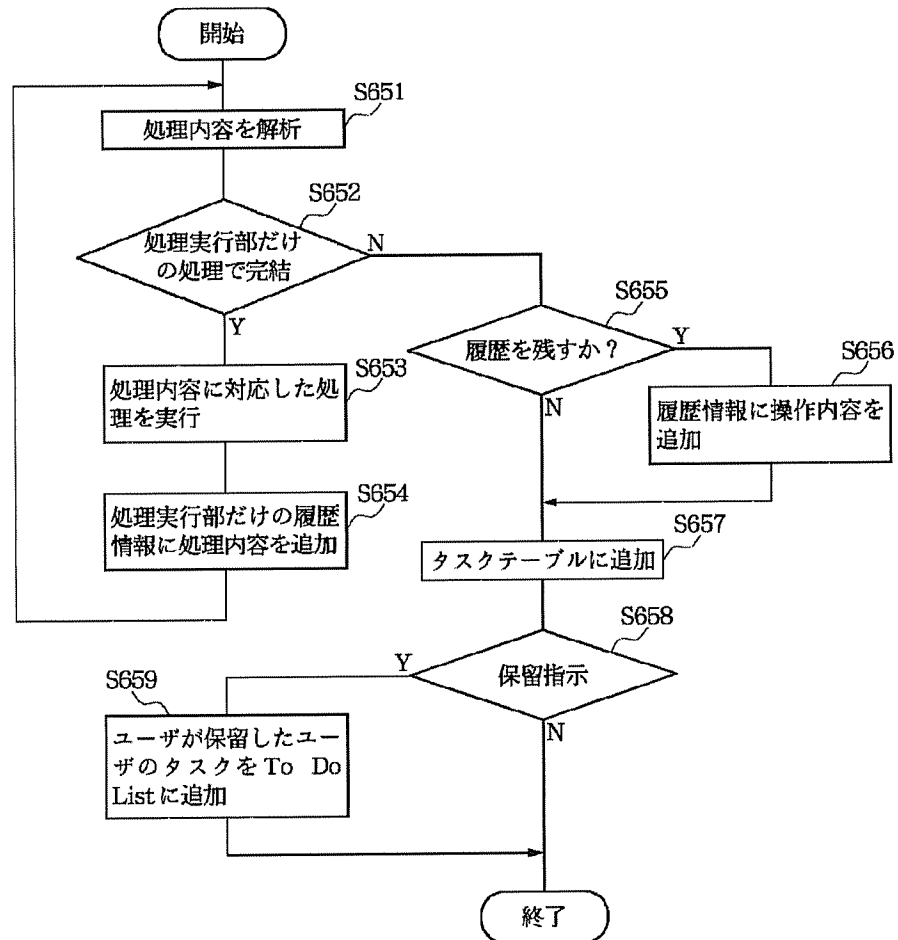 開始
S651
処理内容を解析
S652
処理実行部だけ
の処理で完結
N
Y
S653
処理内容に対応した処
理を実行
S654
処理実行部だけの履歴
情報に処理内容を追加
S655
履歴を残すか？
Y
N
S656
履歴情報に操作内容を
追加
S657
タスクテーブルに追加
S658
保留指示
Y
N
S659
ユーザが保留したユー
ザのタスクをTo Do
Listに追加
終了